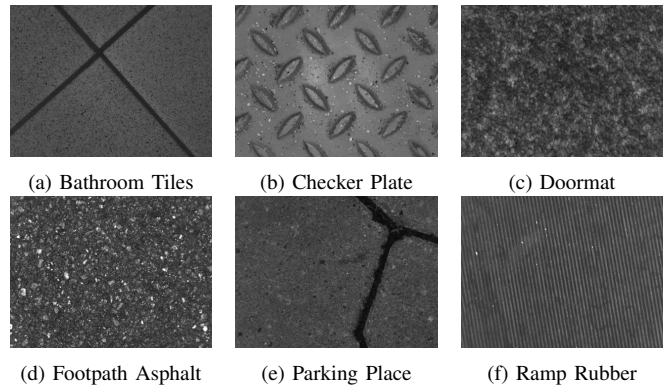 (a) Bathroom Tiles
(b) Checker Plate
(c) Doormat
(d) Footpath Asphalt
(e) Parking Place
(f) Ramp Rubber